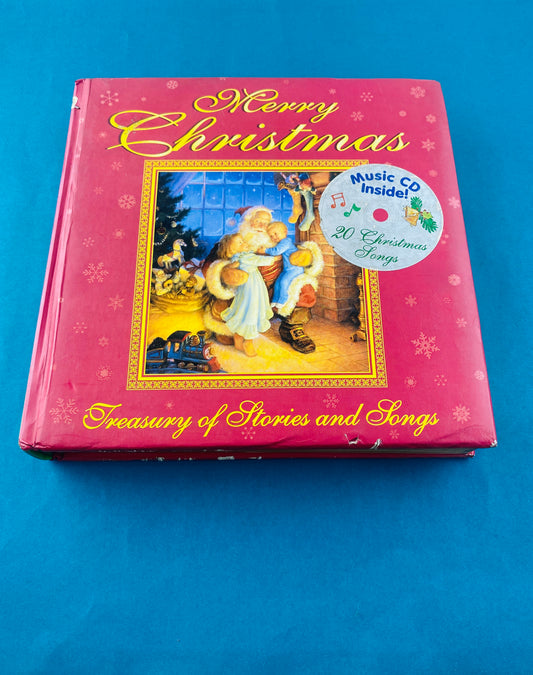 Merry
Christmas
Music CD
Inside!
20 Christmas
Songs
Treasury of Stories and Songs